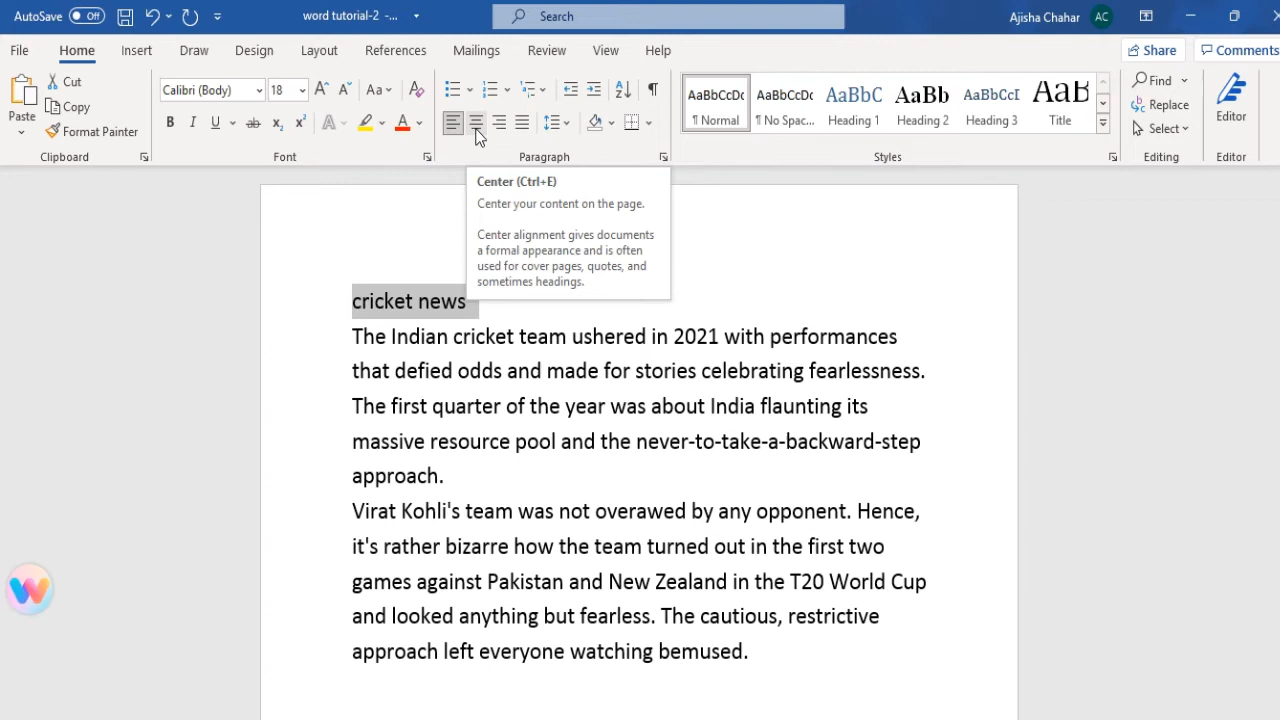 AutoSave Off word tutorial-2 -... Search Ajisha Chahar AC
File Home Insert Draw Design Layout References Mailings Review View Help Share Comments
Paste Cut Copy Format Painter
Clipboard
Calibri (Body) 18 A A Aa A
B I U ab x₂ x² A A
Font
Paragraph
AaBbCcDc ¶ Normal
AaBbCcDc ¶ No Spac...
AaBbC Heading 1
AaBb Heading 2
AaBbCcI Heading 3
AaB Title
Styles
Find
Replace
Select
Editing
Editor
Editor
Center (Ctrl+E)
Center your content on the page.
Center alignment gives documents
a formal appearance and is often
used for cover pages, quotes, and
sometimes headings.
cricket news
The Indian cricket team ushered in 2021 with performances
that defied odds and made for stories celebrating fearlessness.
The first quarter of the year was about India flaunting its
massive resource pool and the never-to-take-a-backward-step
approach.
Virat Kohli's team was not overawed by any opponent. Hence,
it's rather bizarre how the team turned out in the first two
games against Pakistan and New Zealand in the T20 World Cup
and looked anything but fearless. The cautious, restrictive
approach left everyone watching bemused.